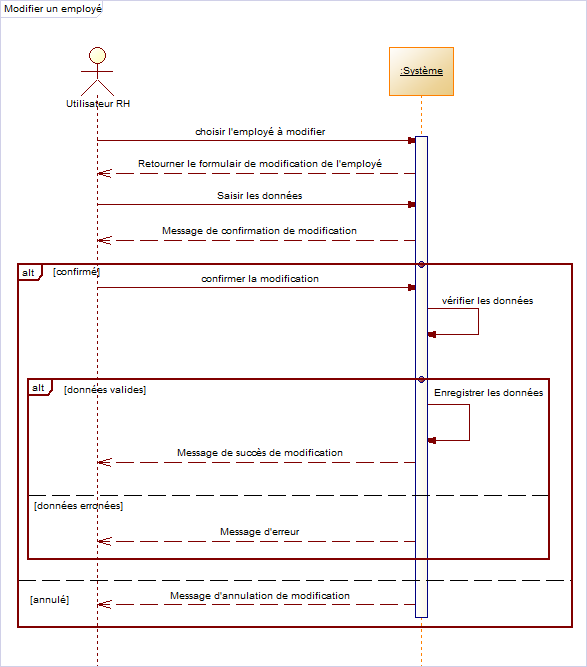 Modifier un employé
:Système
Utilisateur RH
choisir l'employé à modifier
Retourner le formulair de modification de l'employé
Saisir les données
Message de confirmation de modification
alt
[confirmé]
confirmer la modification
vérifier les données
alt
[données valides]
Enregistrer les données
Message de succès de modification
[données erronées]
Message d'erreur
Message d'annulation de modification
[annulé]